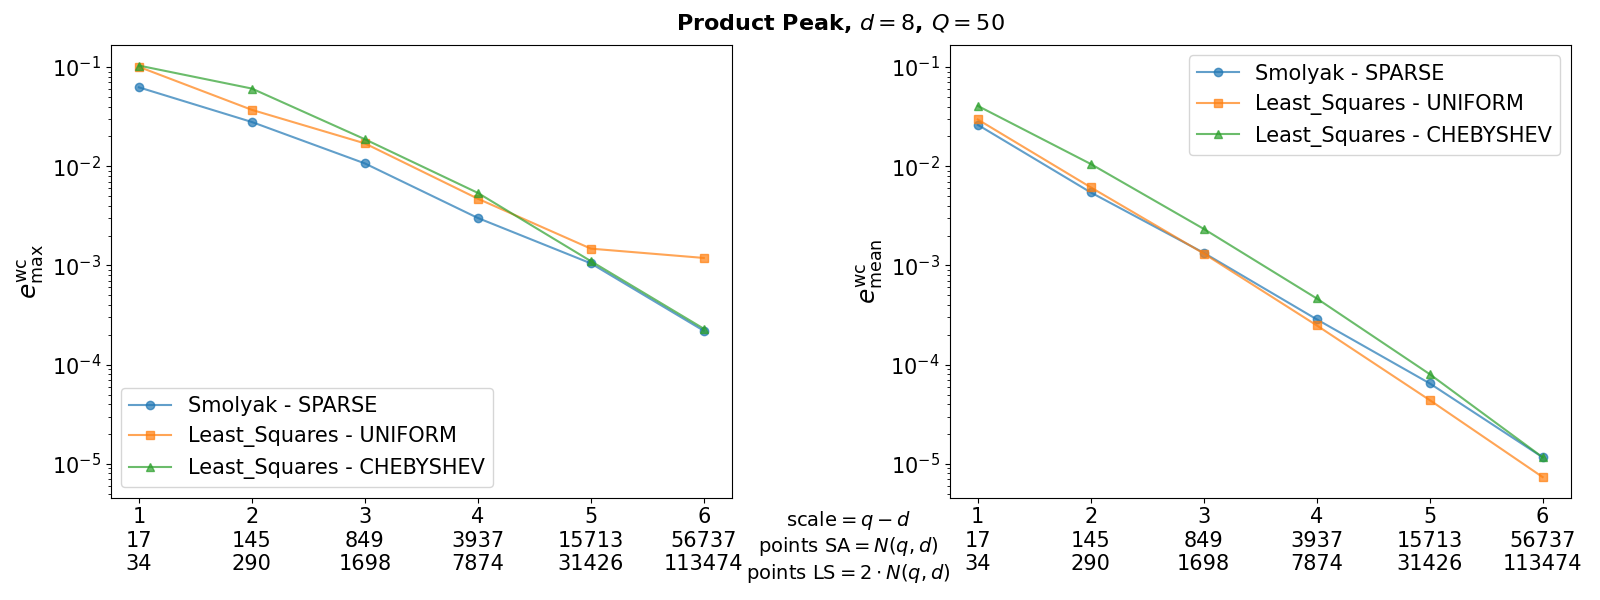 Product Peak, d = 8, Q = 50
e^wc_max
10^−1
10^−2
10^−3
10^−4
10^−5
Smolyak - SPARSE
Least_Squares - UNIFORM
Least_Squares - CHEBYSHEV
1 2 3 4 5 6
17 145 849 3937 15713 56737
34 290 1698 7874 31426 113474
scale = q − d
points SA = N(q, d)
points LS = 2 · N(q, d)
e^wc_mean
10^−1
10^−2
10^−3
10^−4
10^−5
Smolyak - SPARSE
Least_Squares - UNIFORM
Least_Squares - CHEBYSHEV
1 2 3 4 5 6
17 145 849 3937 15713 56737
34 290 1698 7874 31426 113474